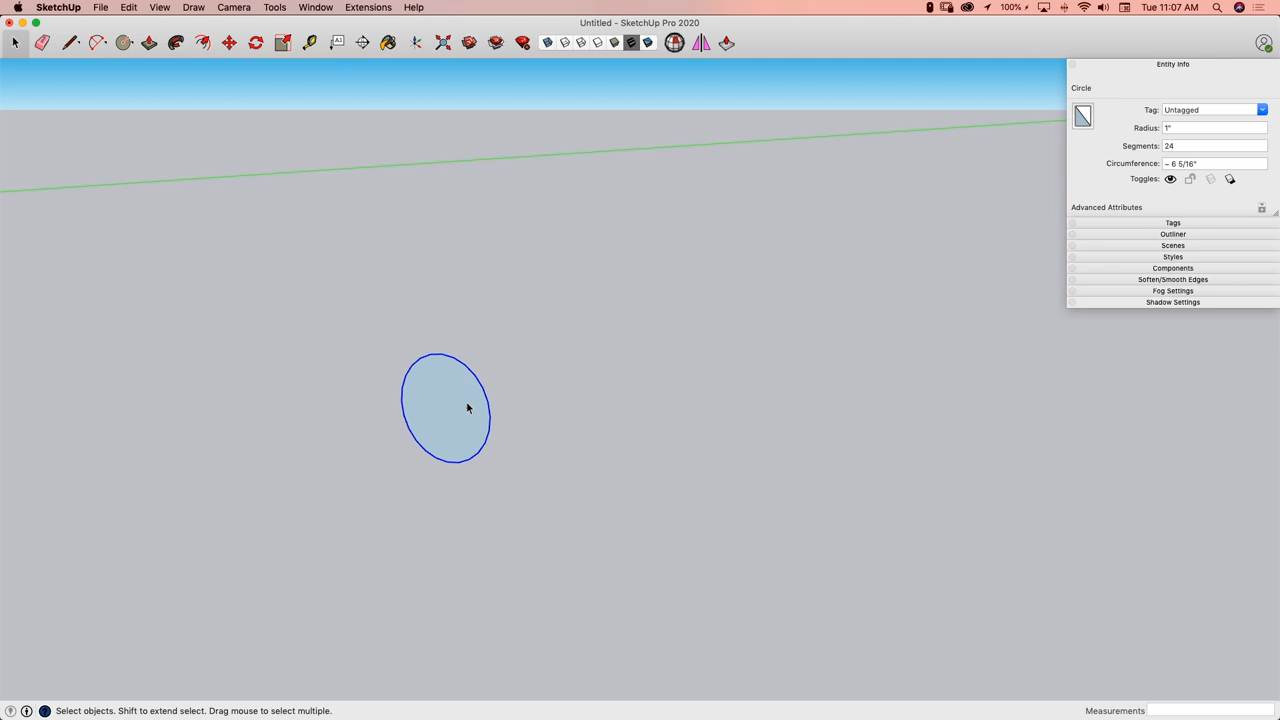 SketchUp File Edit View Draw Camera Tools Window Extensions Help 100% Tue 11:07 AM
Untitled - SketchUp Pro 2020
A1
Entity Info
Circle
Tag: Untagged
Radius: 1"
Segments: 24
Circumference: ~ 6 5/16"
Toggles:
Advanced Attributes
Tags
Outliner
Scenes
Styles
Components
Soften/Smooth Edges
Fog Settings
Shadow Settings
Select objects. Shift to extend select. Drag mouse to select multiple. Measurements